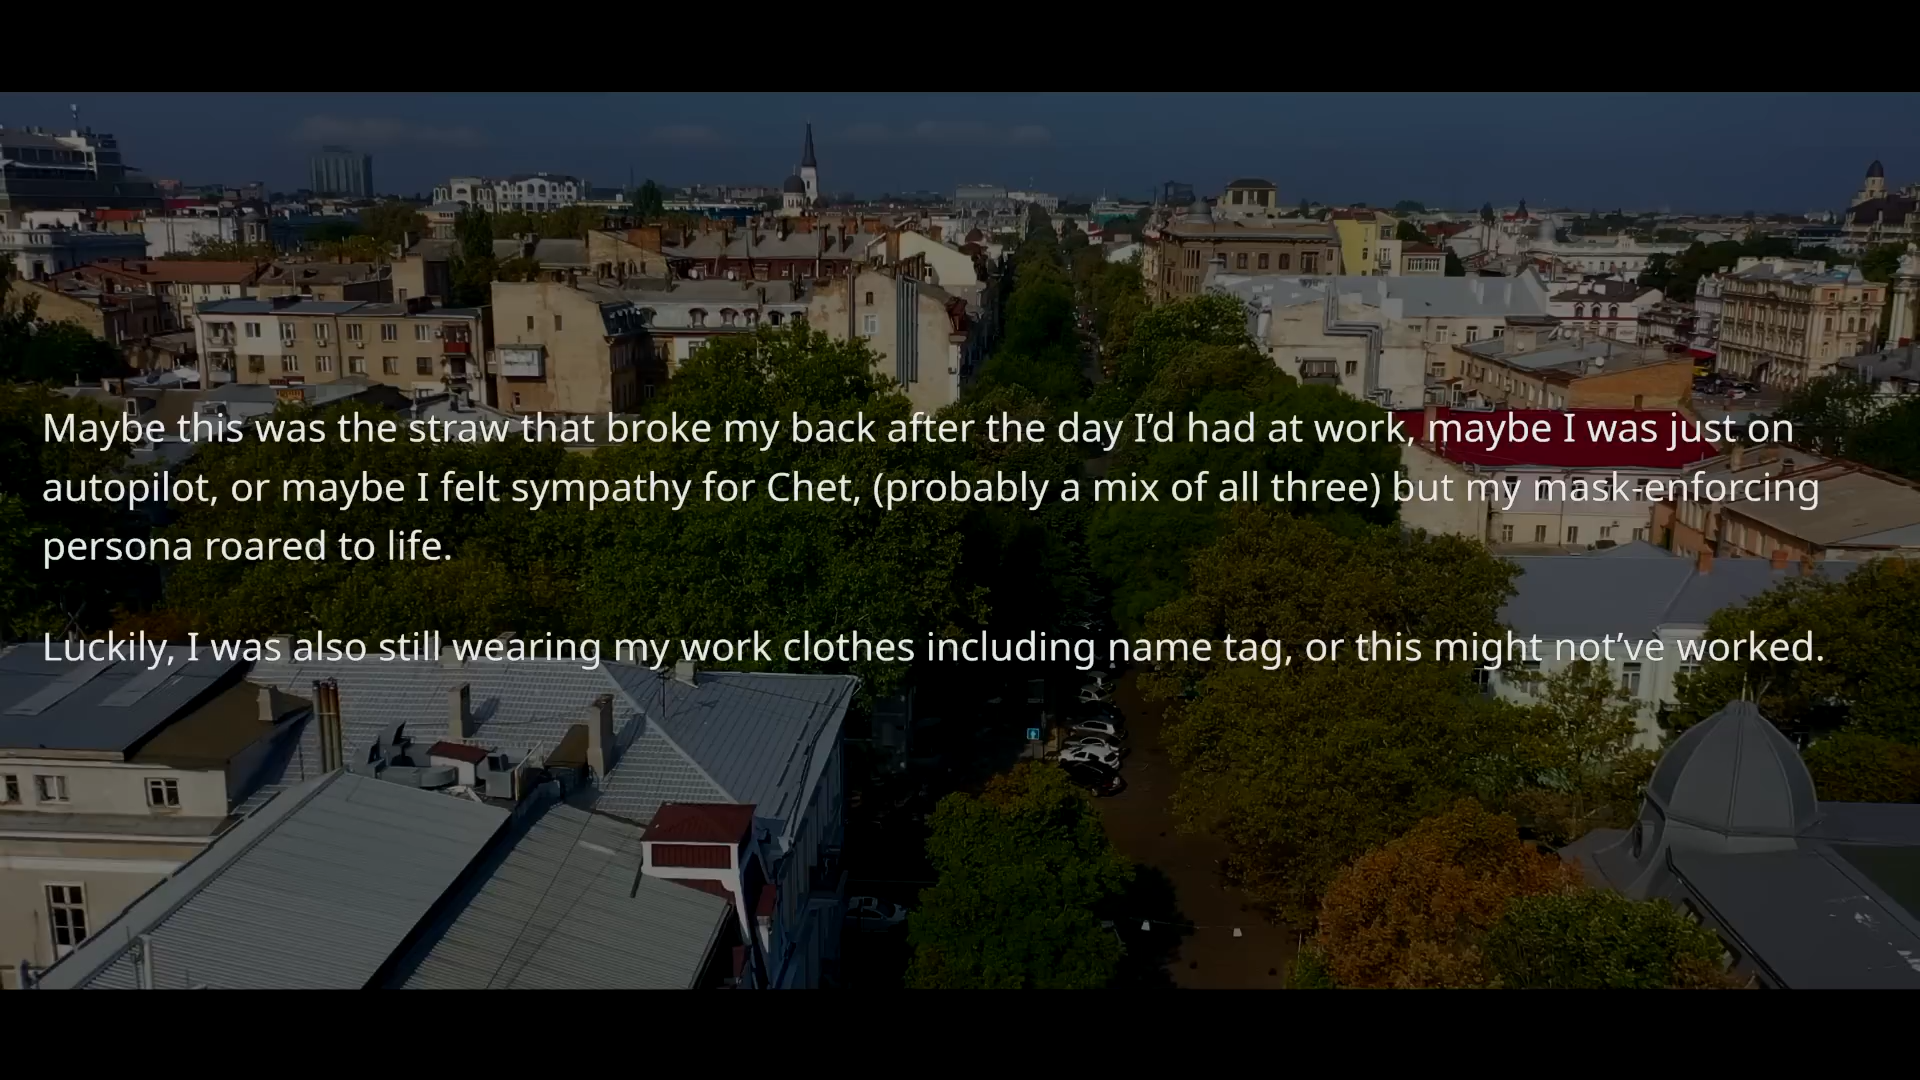 Maybe this was the straw that broke my back after the day I’d had at work, maybe I was just on
autopilot, or maybe I felt sympathy for Chet, (probably a mix of all three) but my mask-enforcing
persona roared to life.
Luckily, I was also still wearing my work clothes including name tag, or this might not’ve worked.